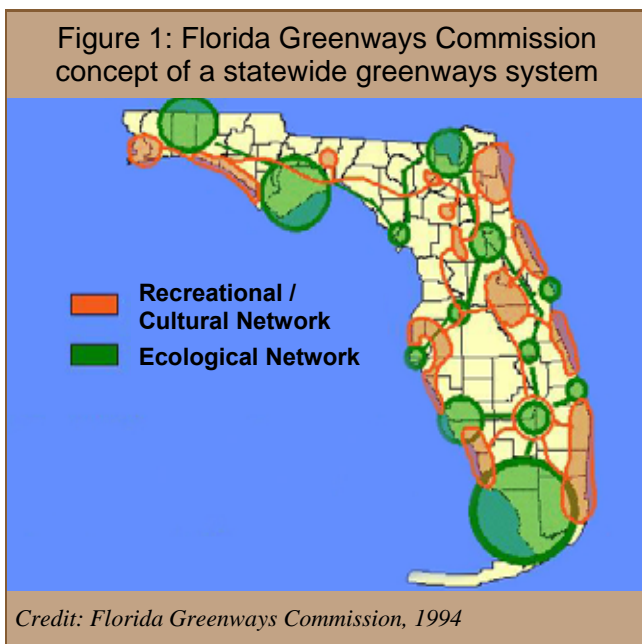 Figure 1: Florida Greenways Commission
concept of a statewide greenways system
Recreational /
Cultural Network
Ecological Network
Credit: Florida Greenways Commission, 1994